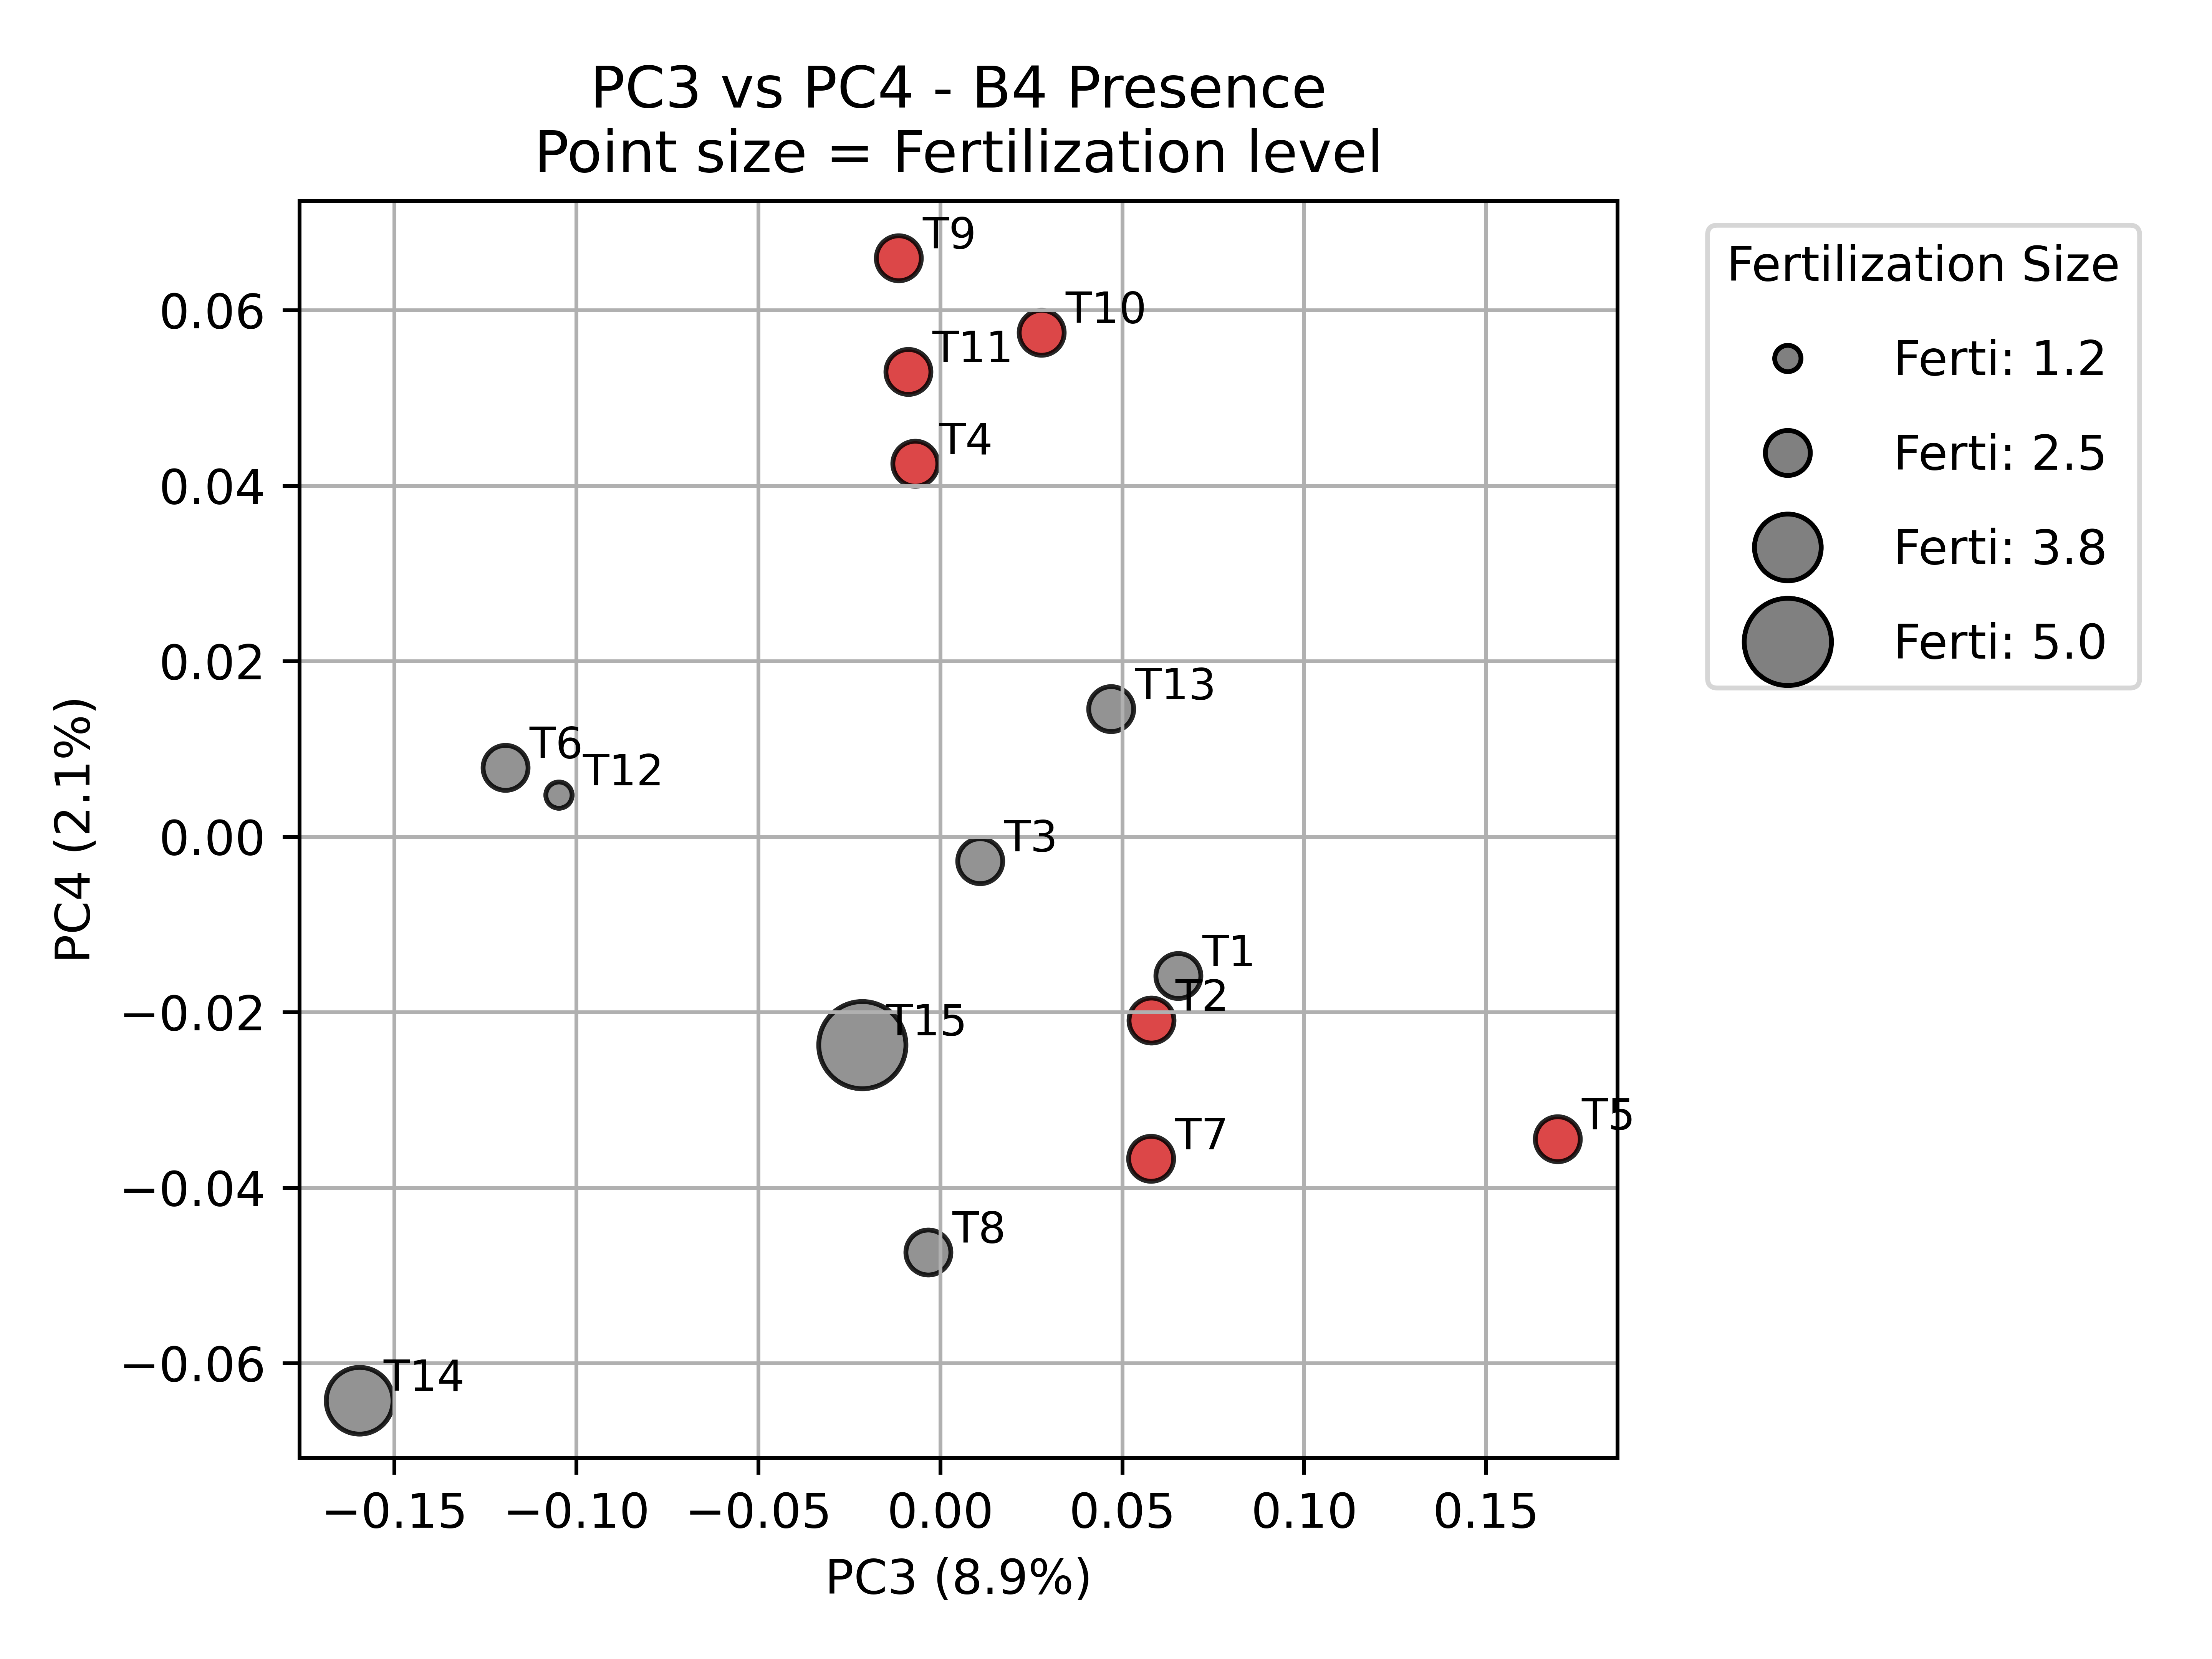 PC3 vs PC4 - B4 Presence
Point size = Fertilization level
T9
T10
T11
T4
T13
T6
T12
T3
T1
T2
T15
T5
T7
T8
T14
0.06
0.04
0.02
0.00
−0.02
−0.04
−0.06
PC4 (2.1%)
−0.15 −0.10 −0.05 0.00 0.05 0.10 0.15
PC3 (8.9%)
Fertilization Size
Ferti: 1.2
Ferti: 2.5
Ferti: 3.8
Ferti: 5.0